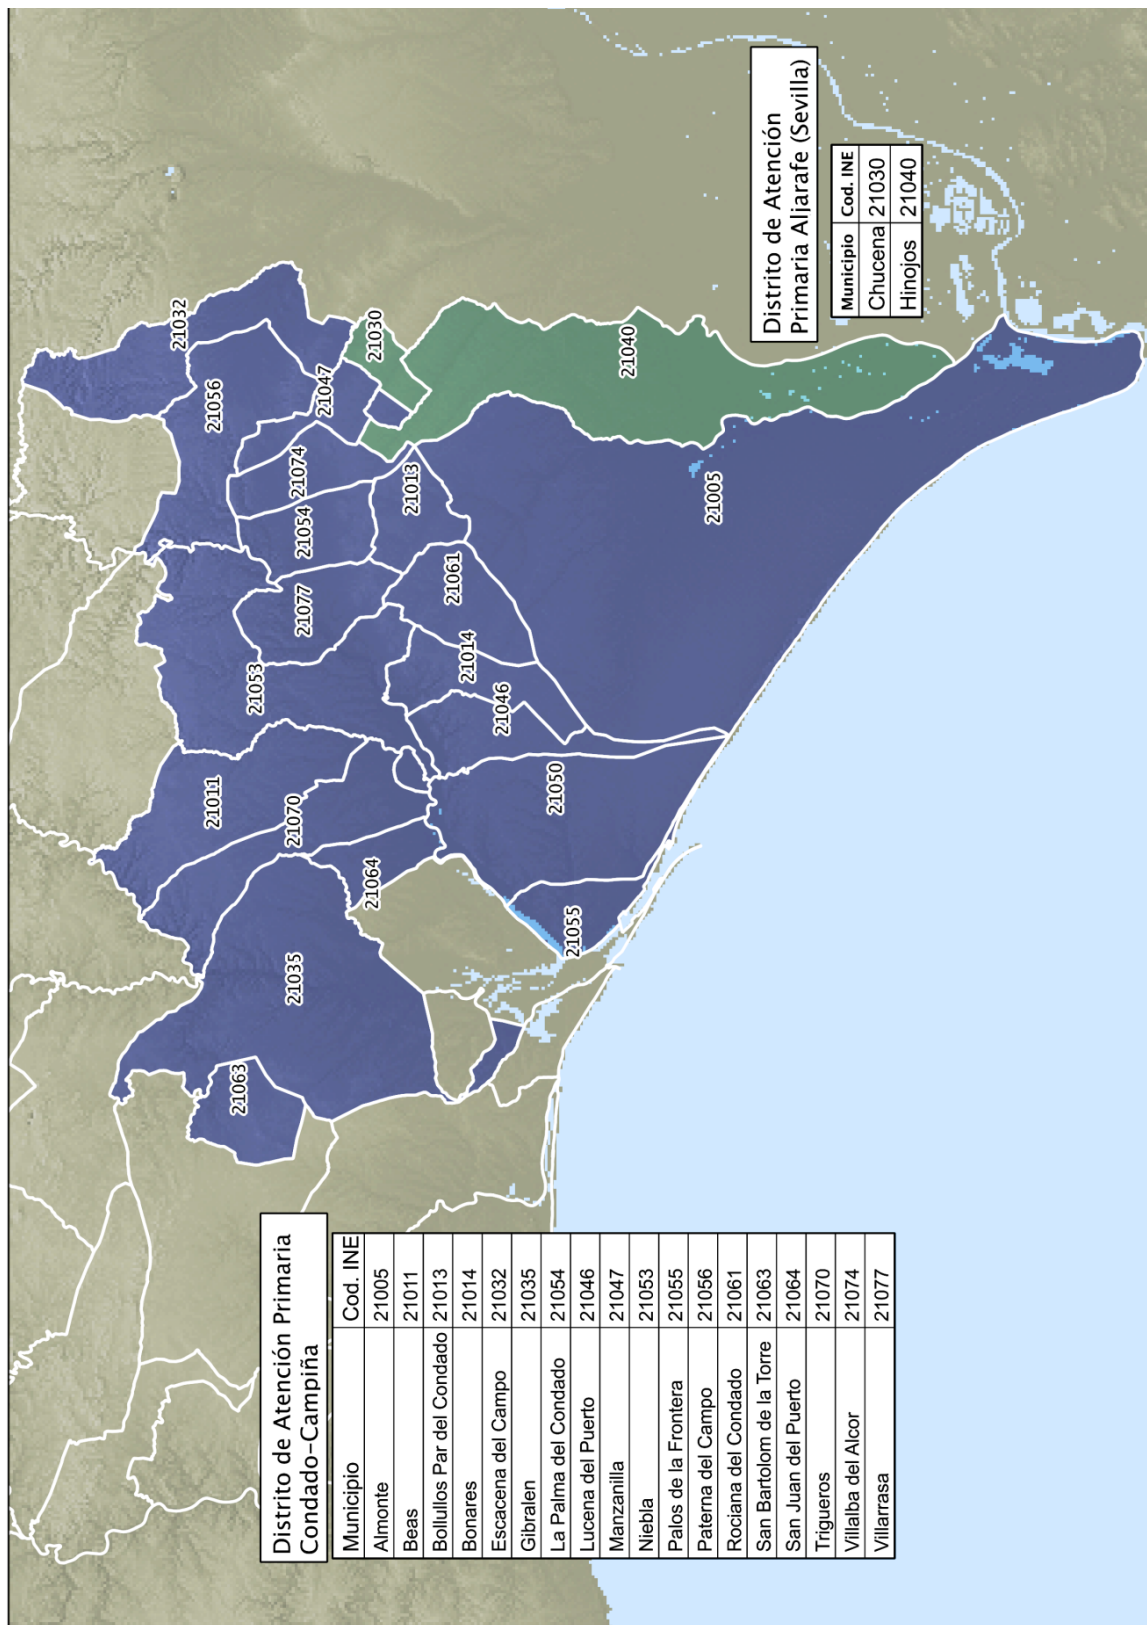 Distrito de Atención Primaria
Condado-Campiña
Municipio Cod. INE
Almonte 21005
Beas 21011
Bollullos Par del Condado 21013
Bonares 21014
Escacena del Campo 21032
Gibralen 21035
La Palma del Condado 21054
Lucena del Puerto 21046
Manzanilla 21047
Niebla 21053
Palos de la Frontera 21055
Paterna del Campo 21056
Rociana del Condado 21061
San Bartolom de la Torre 21063
San Juan del Puerto 21064
Trigueros 21070
Villalba del Alcor 21074
Villarrasa 21077
Distrito de Atención
Primaria Aljarafe (Sevilla)
Municipio Cod. INE
Chucena 21030
Hinojos 21040
21063
21035
21064
21055
21011
21070
21050
21053
21046
21014
21077
21061
21054
21013
21074
21005
21056
21047
21032
21030
21040